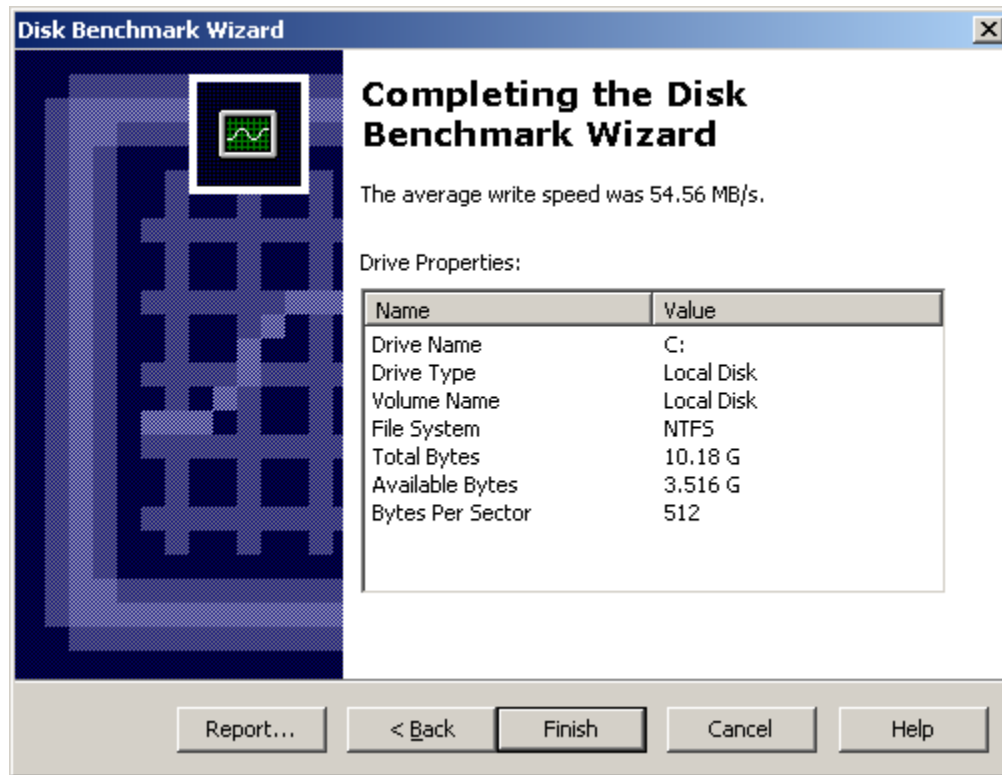 Disk Benchmark Wizard
Completing the Disk
Benchmark Wizard
The average write speed was 54.56 MB/s.
Drive Properties:
Name Value
Drive Name C:
Drive Type Local Disk
Volume Name Local Disk
File System NTFS
Total Bytes 10.18 G
Available Bytes 3.516 G
Bytes Per Sector 512
Report... < Back Finish Cancel Help